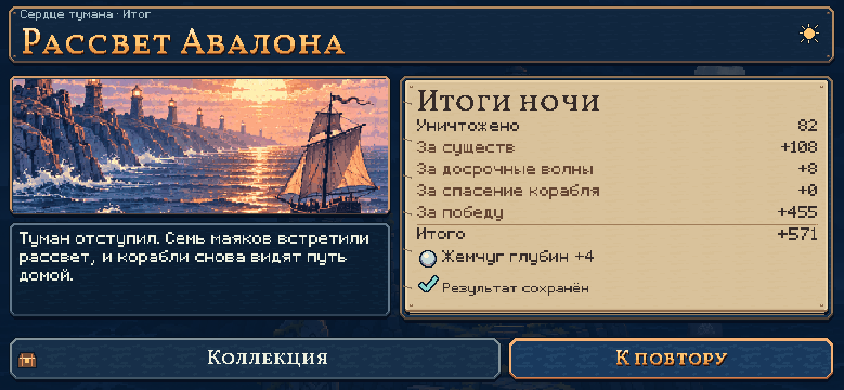 Сердце тумана · Итог
Рассвет Авалона
Туман отступил. Семь маяков встретили
рассвет, и корабли снова видят путь
домой.
Итоги ночи
Уничтожено 82
За существ +108
За досрочные волны +8
За спасение корабля +0
За победу +455
Итого +571
Жемчуг глубин +4
Результат сохранён
Коллекция
К повтору